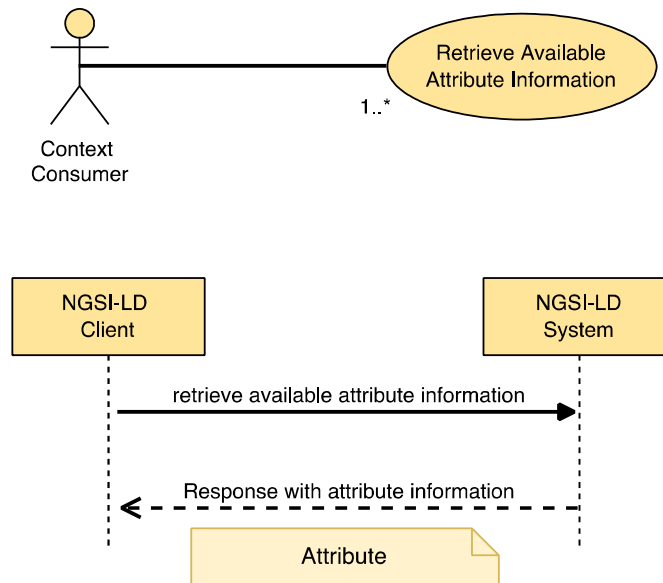 Retrieve Available
Attribute Information
1..*
Context
Consumer
NGSI-LD
Client
NGSI-LD
System
retrieve available attribute information
Response with attribute information
Attribute